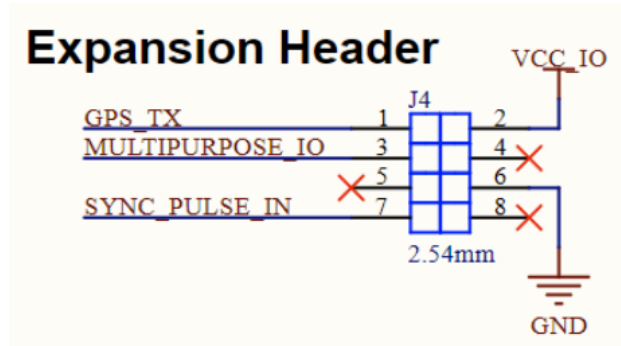 Expansion Header
VCC_IO
J4
GPS_TX 1 2
MULTIPURPOSE_IO 3 4
5 6
SYNC_PULSE_IN 7 8
2.54mm
GND